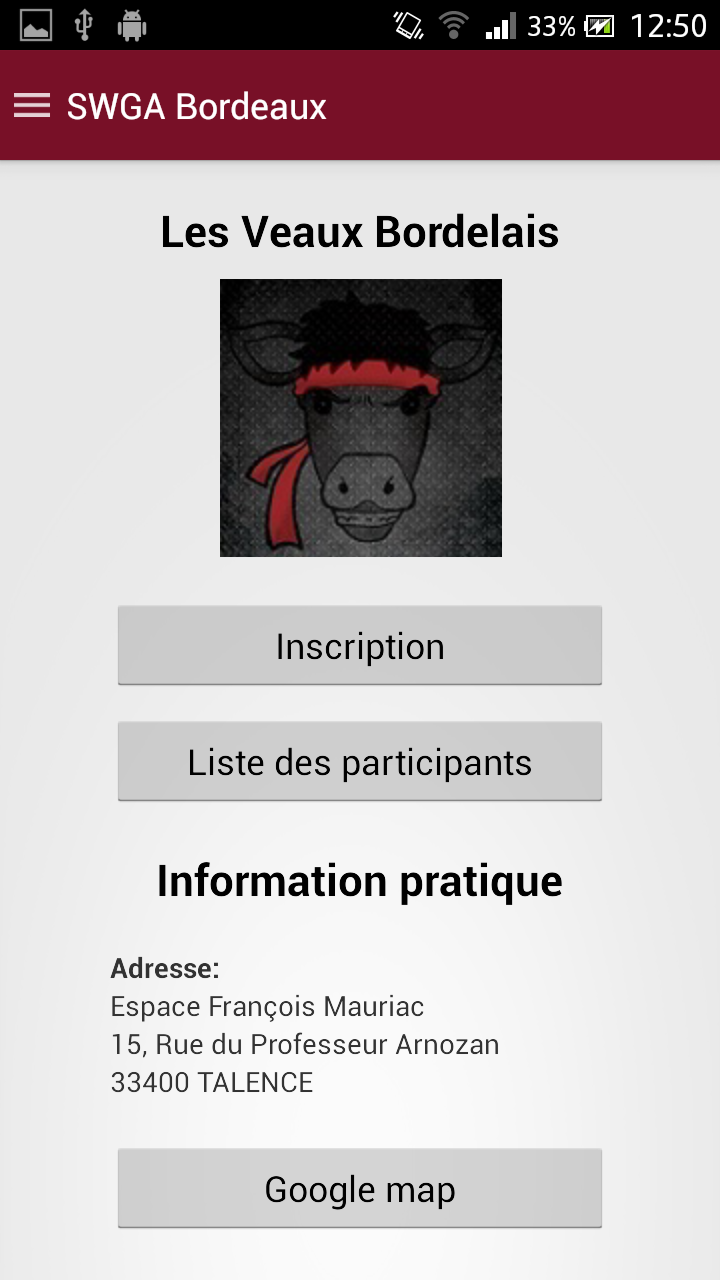 33% 12:50
SWGA Bordeaux
Les Veaux Bordelais
Inscription
Liste des participants
Information pratique
Adresse:
Espace François Mauriac
15, Rue du Professeur Arnozan
33400 TALENCE
Google map